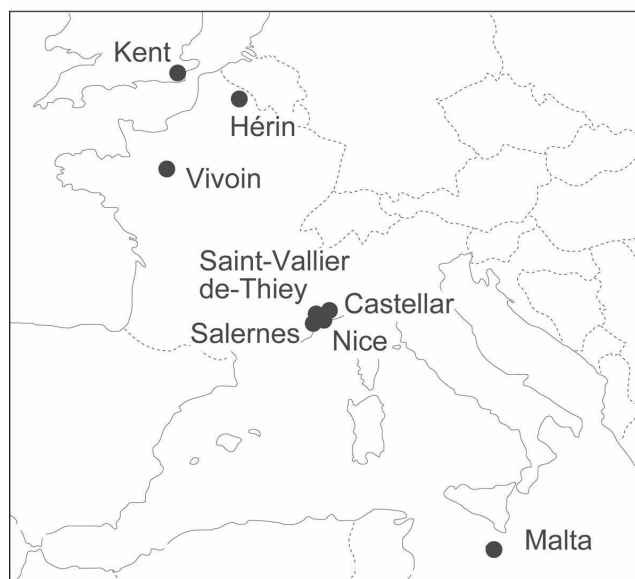 Kent
Hérin
Vivoin
Saint-Vallier
de-Thiey
Castellar
Salernes
Nice
Malta